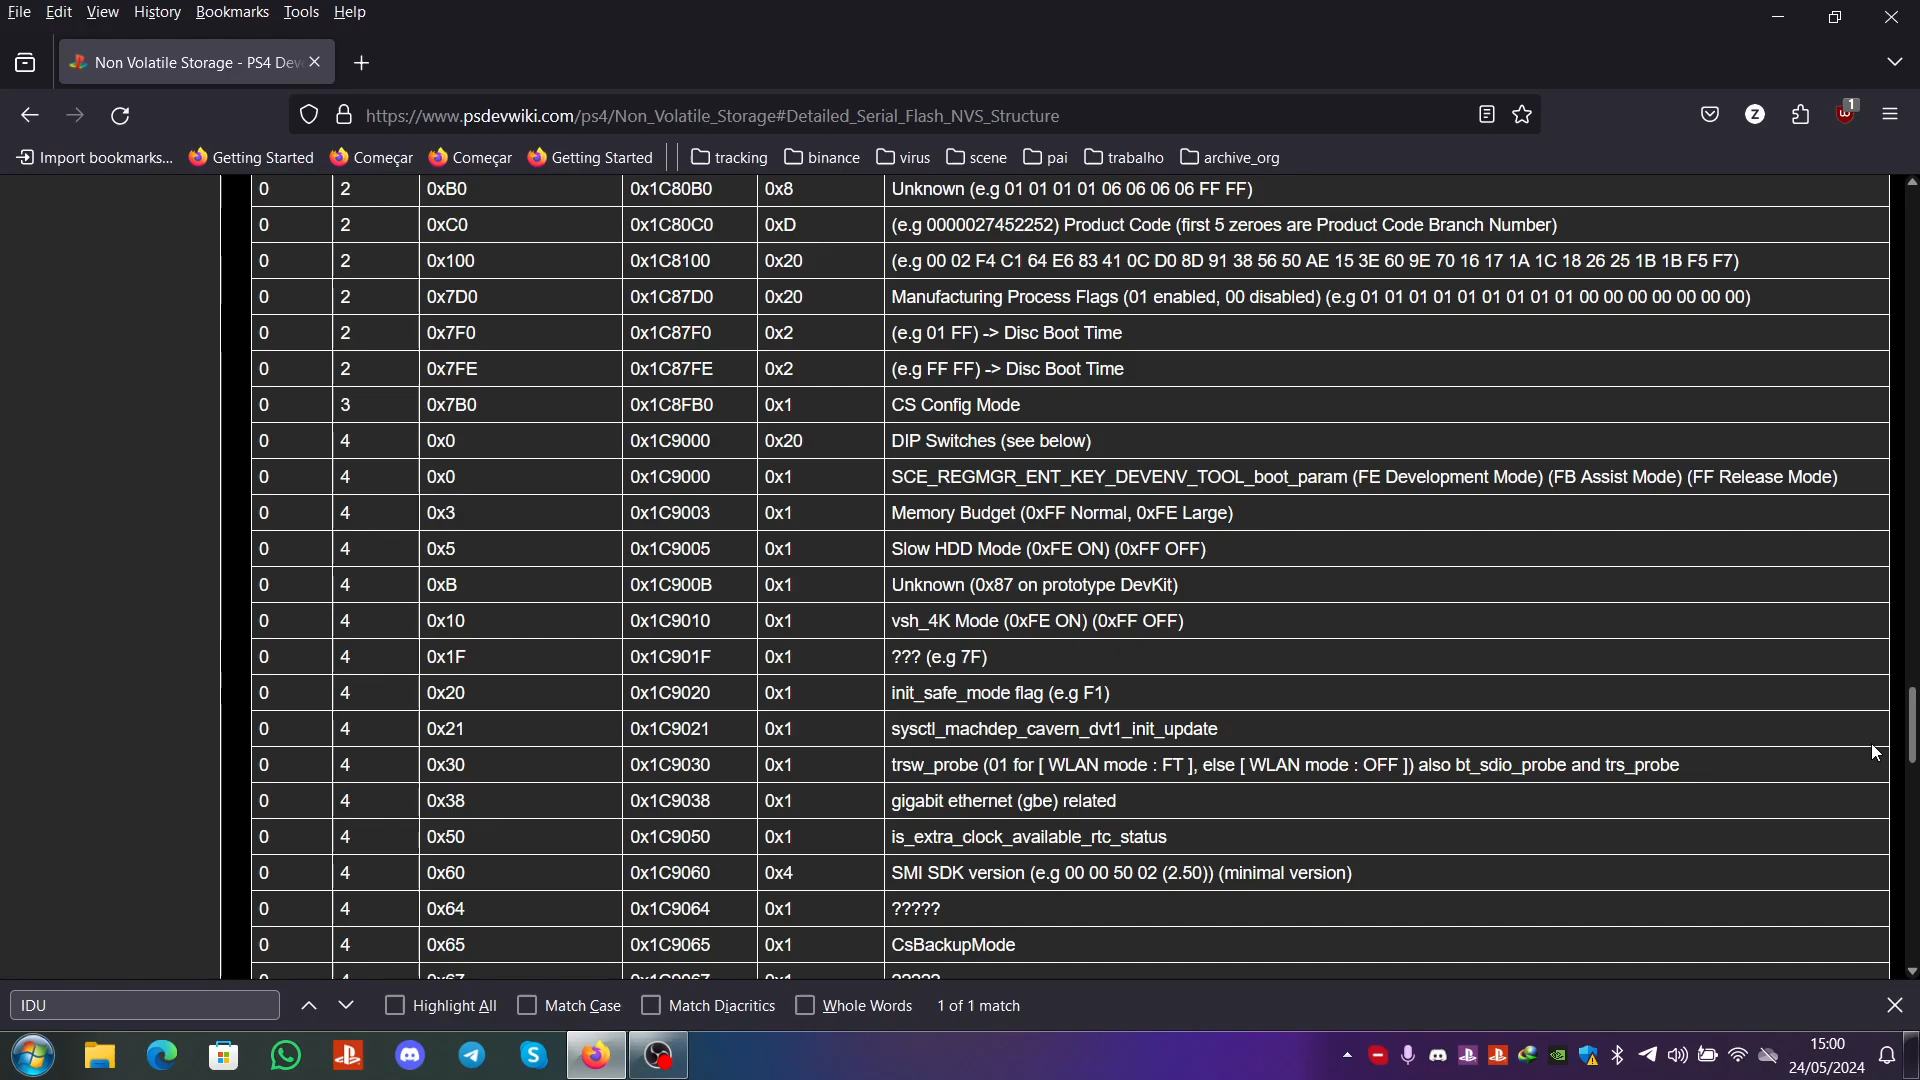 File Edit View History Bookmarks Tools Help
Non Volatile Storage - PS4 Dev
https://www.psdevwiki.com/ps4/Non_Volatile_Storage#Detailed_Serial_Flash_NVS_Structure
Z
1
Import bookmarks... Getting Started Começar Começar Getting Started tracking binance virus scene pai trabalho archive_org
0 2 0xB0 0x1C80B0 0x8 Unknown (e.g 01 01 01 01 06 06 06 06 FF FF)
0 2 0xC0 0x1C80C0 0xD (e.g 0000027452252) Product Code (first 5 zeroes are Product Code Branch Number)
0 2 0x100 0x1C8100 0x20 (e.g 00 02 F4 C1 64 E6 83 41 0C D0 8D 91 38 56 50 AE 15 3E 60 9E 70 16 17 1A 1C 18 26 25 1B 1B F5 F7)
0 2 0x7D0 0x1C87D0 0x20 Manufacturing Process Flags (01 enabled, 00 disabled) (e.g 01 01 01 01 01 01 01 01 01 00 00 00 00 00 00 00)
0 2 0x7F0 0x1C87F0 0x2 (e.g 01 FF) -> Disc Boot Time
0 2 0x7FE 0x1C87FE 0x2 (e.g FF FF) -> Disc Boot Time
0 3 0x7B0 0x1C8FB0 0x1 CS Config Mode
0 4 0x0 0x1C9000 0x20 DIP Switches (see below)
0 4 0x0 0x1C9000 0x1 SCE_REGMGR_ENT_KEY_DEVENV_TOOL_boot_param (FE Development Mode) (FB Assist Mode) (FF Release Mode)
0 4 0x3 0x1C9003 0x1 Memory Budget (0xFF Normal, 0xFE Large)
0 4 0x5 0x1C9005 0x1 Slow HDD Mode (0xFE ON) (0xFF OFF)
0 4 0xB 0x1C900B 0x1 Unknown (0x87 on prototype DevKit)
0 4 0x10 0x1C9010 0x1 vsh_4K Mode (0xFE ON) (0xFF OFF)
0 4 0x1F 0x1C901F 0x1 ??? (e.g 7F)
0 4 0x20 0x1C9020 0x1 init_safe_mode flag (e.g F1)
0 4 0x21 0x1C9021 0x1 sysctl_machdep_cavern_dvt1_init_update
0 4 0x30 0x1C9030 0x1 trsw_probe (01 for [ WLAN mode : FT ], else [ WLAN mode : OFF ]) also bt_sdio_probe and trs_probe
0 4 0x38 0x1C9038 0x1 gigabit ethernet (gbe) related
0 4 0x50 0x1C9050 0x1 is_extra_clock_available_rtc_status
0 4 0x60 0x1C9060 0x4 SMI SDK version (e.g 00 00 50 02 (2.50)) (minimal version)
0 4 0x64 0x1C9064 0x1 ?????
0 4 0x65 0x1C9065 0x1 CsBackupMode
0 4 0x67 0x1C9067 0x1 ?????
IDU Highlight All Match Case Match Diacritics Whole Words 1 of 1 match
15:00
24/05/2024